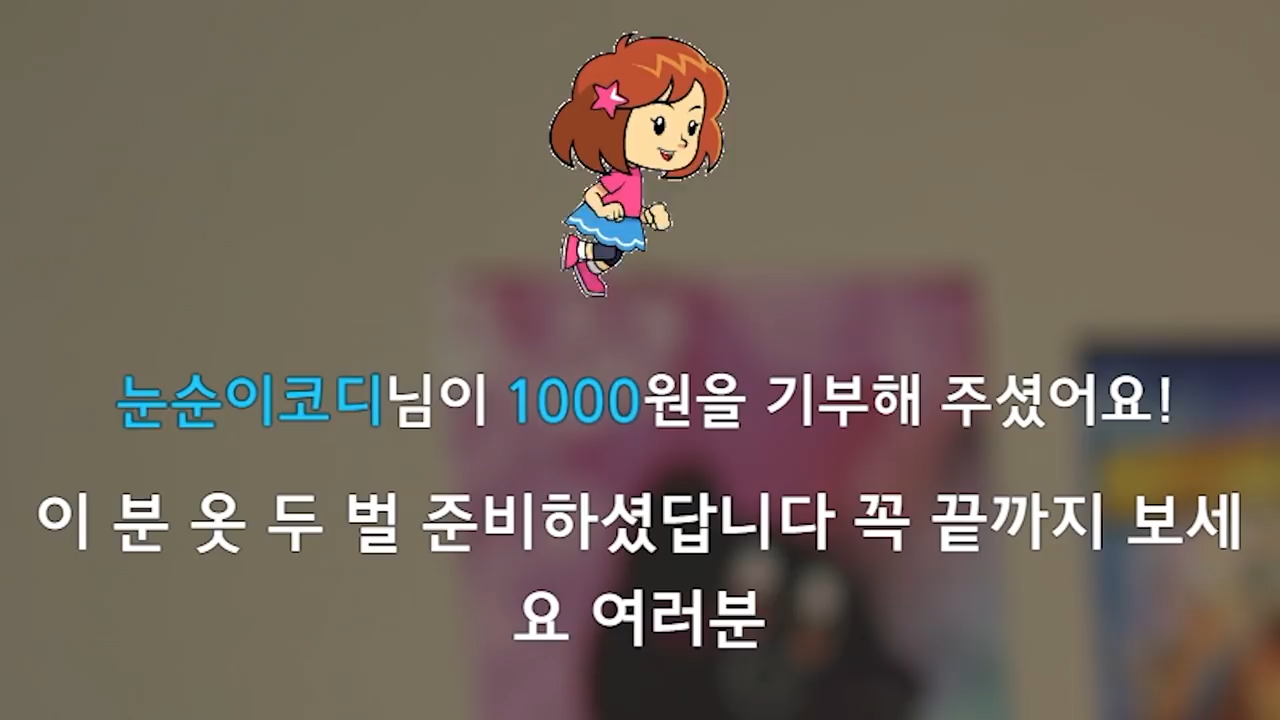 눈순이코디님이 1000원을 기부해 주셨어요!
이 분 옷 두 벌 준비하셨답니다 꼭 끝까지 보세
요 여러분